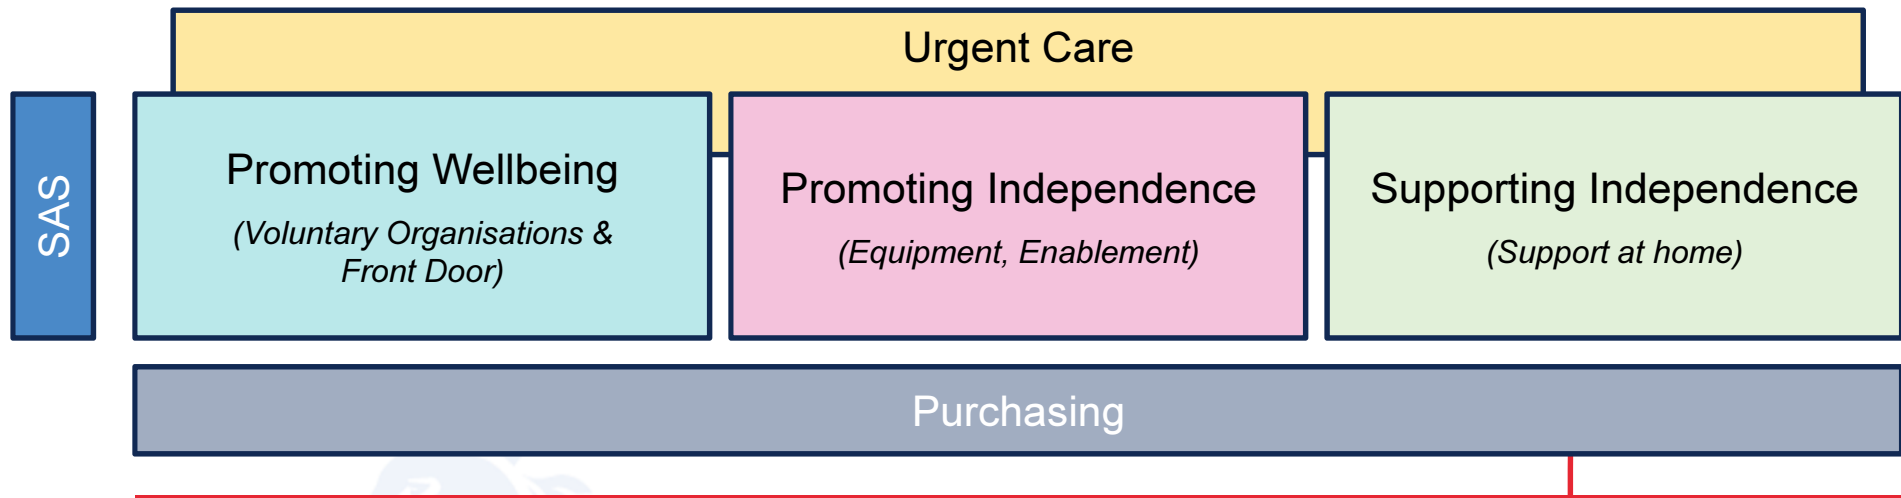 Urgent Care
SAS
Promoting Wellbeing
(Voluntary Organisations &
Front Door)
Promoting Independence
(Equipment, Enablement)
Supporting Independence
(Support at home)
Purchasing